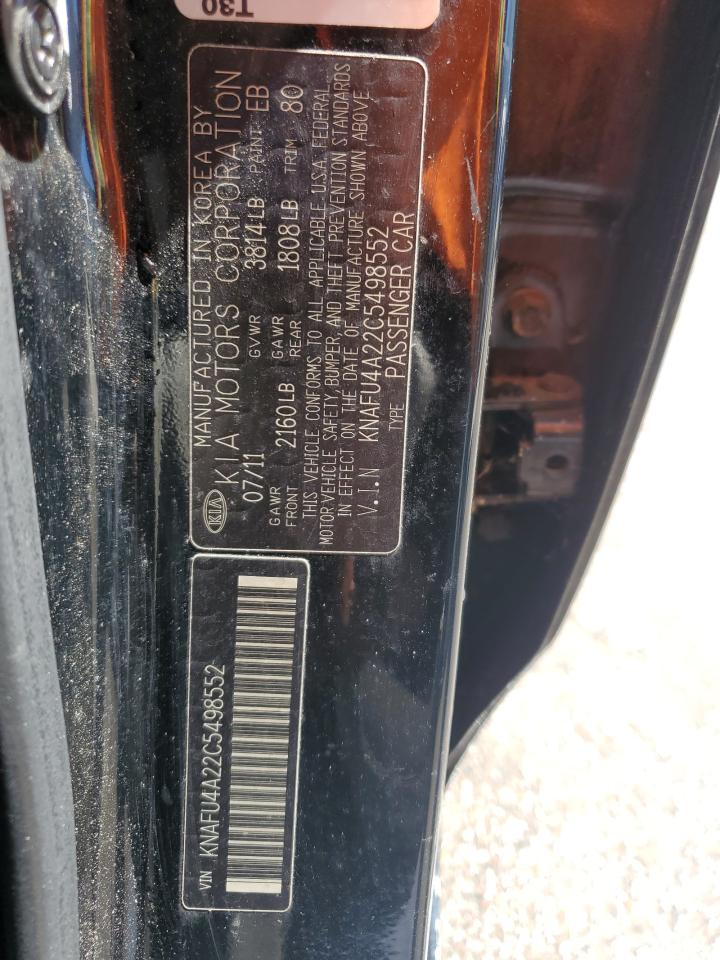 T30
MANUFACTURED IN KOREA BY
KIA KIA MOTORS CORPORATION
07/11 GVWR 3814LB PAINT EB
GAWR FRONT 2160LB GAWR REAR 1808LB TRIM 80
THIS VEHICLE CONFORMS TO ALL APPLICABLE U.S.A. FEDERAL
MOTOR VEHICLE SAFETY, BUMPER, AND THEFT PREVENTION STANDARDS
IN EFFECT ON THE DATE OF MANUFACTURE SHOWN ABOVE.
V.I.N KNAFU4A22C5498552
TYPE PASSENGER CAR
VIN KNAFU4A22C5498552